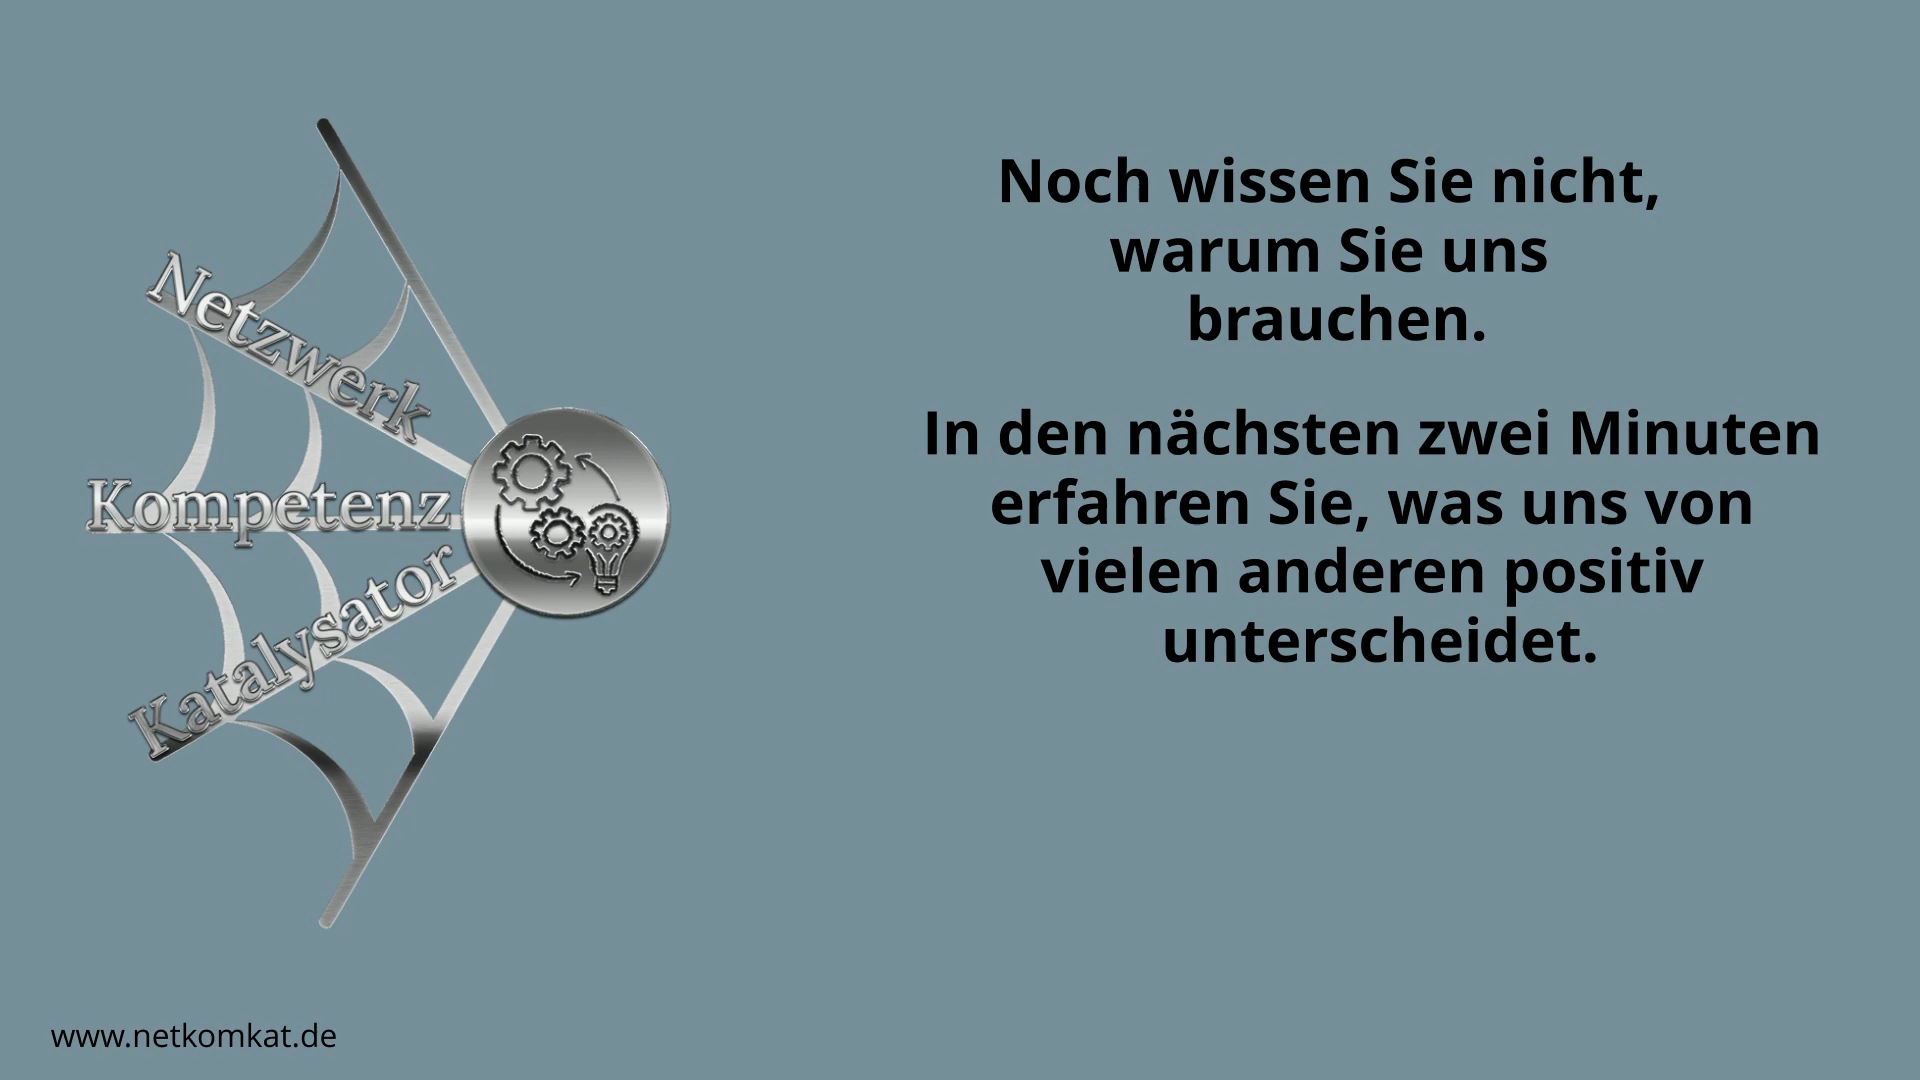 Netzwerk
Kompetenz
Katalysator
Noch wissen Sie nicht,
warum Sie uns
brauchen.
In den nächsten zwei Minuten
erfahren Sie, was uns von
vielen anderen positiv
unterscheidet.
www.netkomkat.de